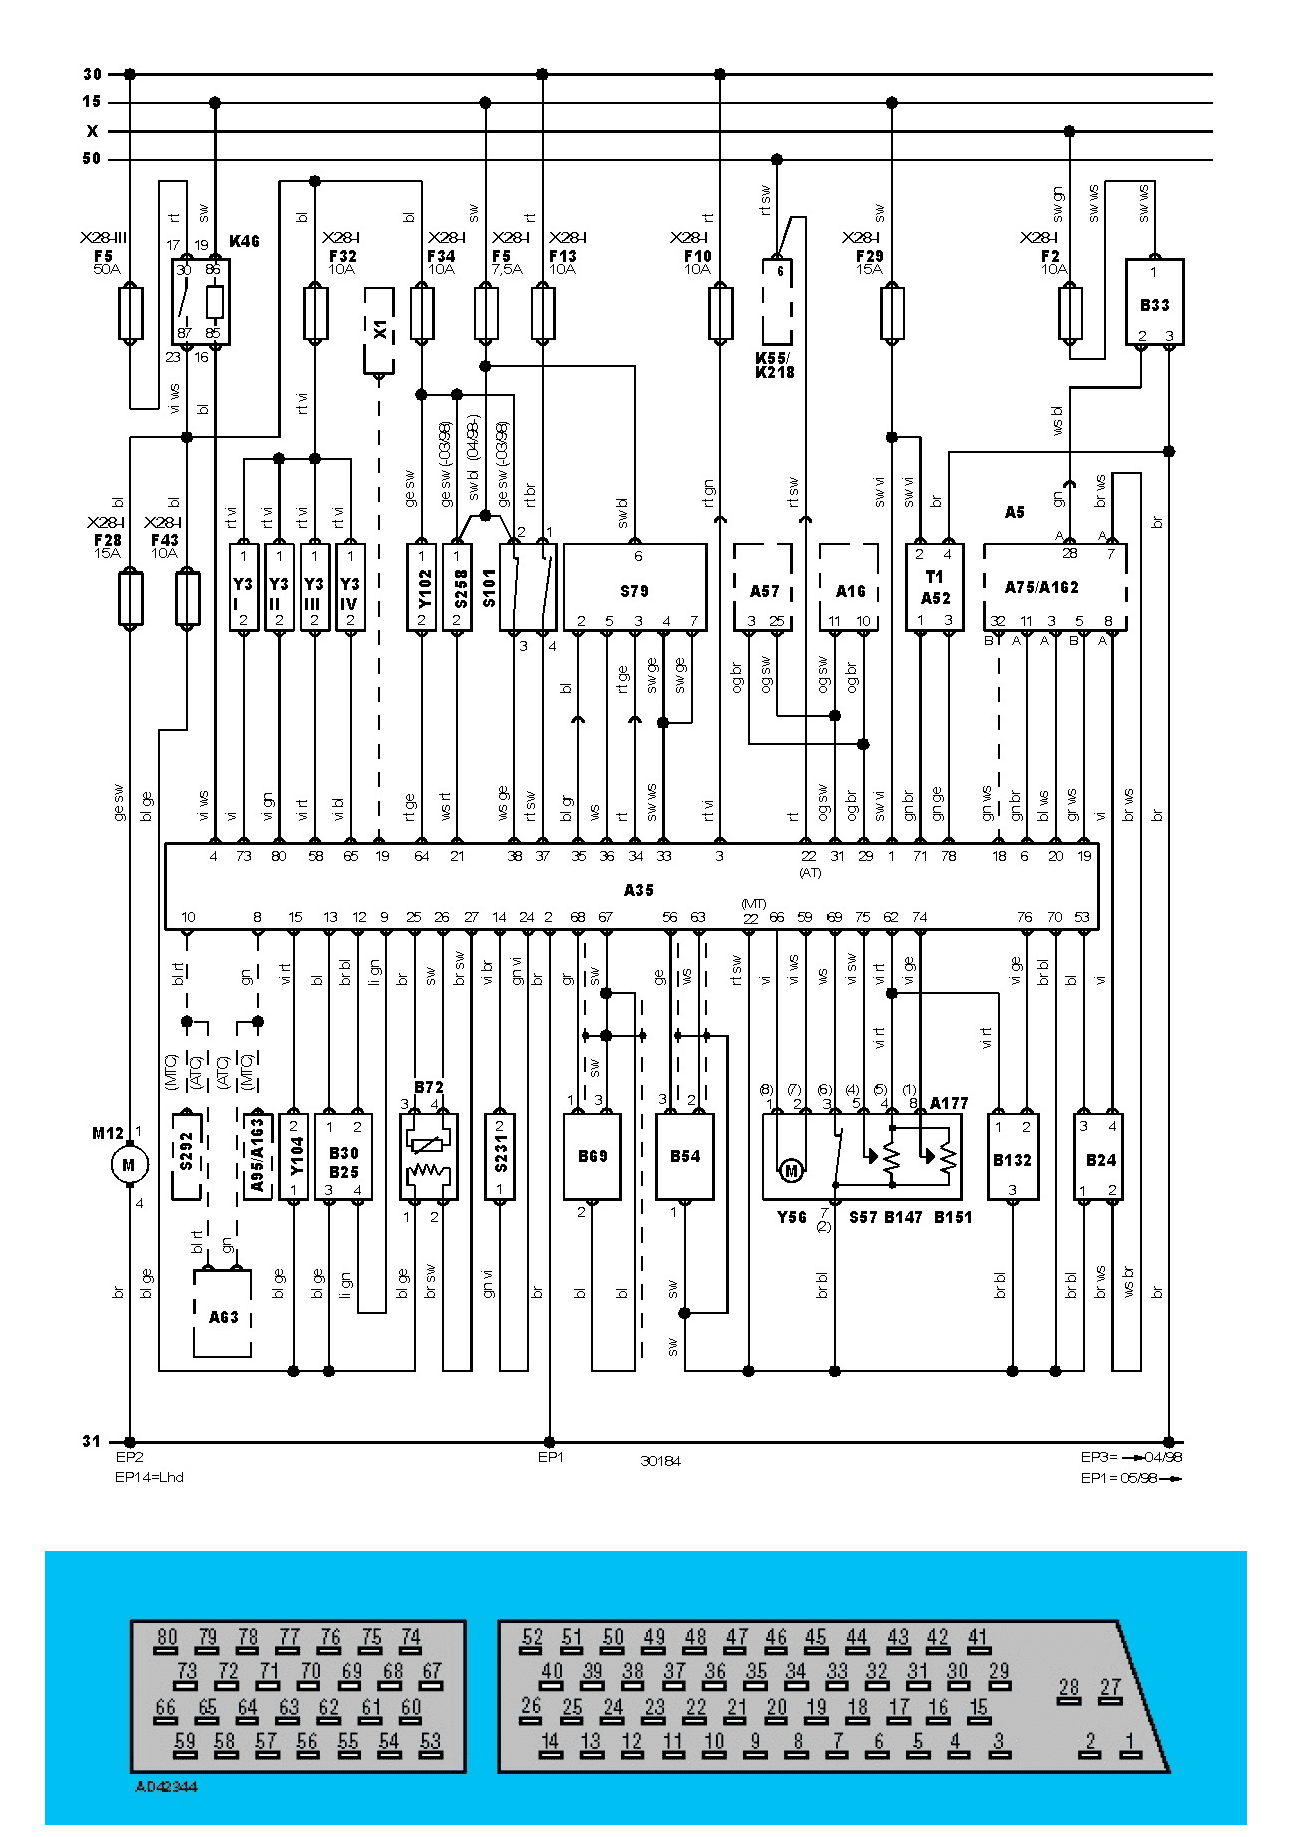 30
15
X
50
rt sw bl bl sw rt rt rt sw sw sw gn sw ws sw ws
X28-III 17 19 K46 X28-I X28-I X28-I X28-I X28-I X28-I X28-I
F5 F32 F34 F5 F13 F10 F29 F2
50A 30 86 10A 10A 7,5A 10A 10A 6 15A 10A 1
X1 B33
87 85 2 3
23 16 K55/
K218
vi ws bl rt vi ws bl
ge sw (-03/98) sw bl (04/98-) ge sw (-03/98)
bl rt vi rt vi rt vi rt vi ge sw rt br sw bl rt gn rt sw sw vi sw vi br gn br ws br
X28-I X28-I A5
F28 F43 2 1 A A
15A 10A 1 1 1 1 1 1 6 2 4 28 7
Y3 Y3 Y3 Y3 Y102 S258 S101 S79 A57 A16 T1 A75/A162
I II III IV A52
2 2 2 2 2 2 2 5 3 4 7 3 25 11 10 1 3 32 11 3 5 8
3 4 B A A B A
bl rt ge sw ge sw ge og br og sw og sw og br
ge sw bl ge vi ws vi vi gn vi rt vi bl rt ge ws rt ws ge rt sw bl gr ws rt sw ws rt vi rt og sw og br sw vi gn br gn ge gn ws gn br bl ws gr ws vi br ws br
4 73 80 58 65 19 64 21 38 37 35 36 34 33 3 22 31 29 1 71 78 18 6 20 19
(AT)
A35
(MT)
10 8 15 13 12 9 25 26 27 14 24 2 68 67 56 63 22 66 59 69 75 62 74 76 70 53
bl rt gn vi rt bl br bl li gn br sw br sw vi br gn vi br gr sw ge ws rt sw vi vi ws ws vi sw vi rt vi ge vi ge br bl bl vi
(MTC) (ATC) (ATC) (MTC) sw vi rt vi rt
B72 (8) (7) (6) (4) (5) (1)
3 4 1 3 3 2 1 2 3 5 4 8 A177
M12 1 2 1 2 2 1 2 3 4
M S292 A95/A163 Y104 B30 S231 B69 B54 M B132 B24
B25
4 1 3 4 1 2 1 2 1 3 1 2
Y56 7 S57 B147 B151
(2)
bl rt gn
br bl ge bl ge bl ge li gn bl ge br sw gn vi br bl bl sw br bl br bl br bl br ws ws br br
A63
sw
31
EP2 EP1 30184 EP3= 04/98
EP14=Lhd EP1=05/98
80 79 78 77 76 75 74 52 51 50 49 48 47 46 45 44 43 42 41
73 72 71 70 69 68 67 40 39 38 37 36 35 34 33 32 31 30 29
28 27
66 65 64 63 62 61 60 26 25 24 23 22 21 20 19 18 17 16 15
59 58 57 56 55 54 53 14 13 12 11 10 9 8 7 6 5 4 3 2 1
AD42344